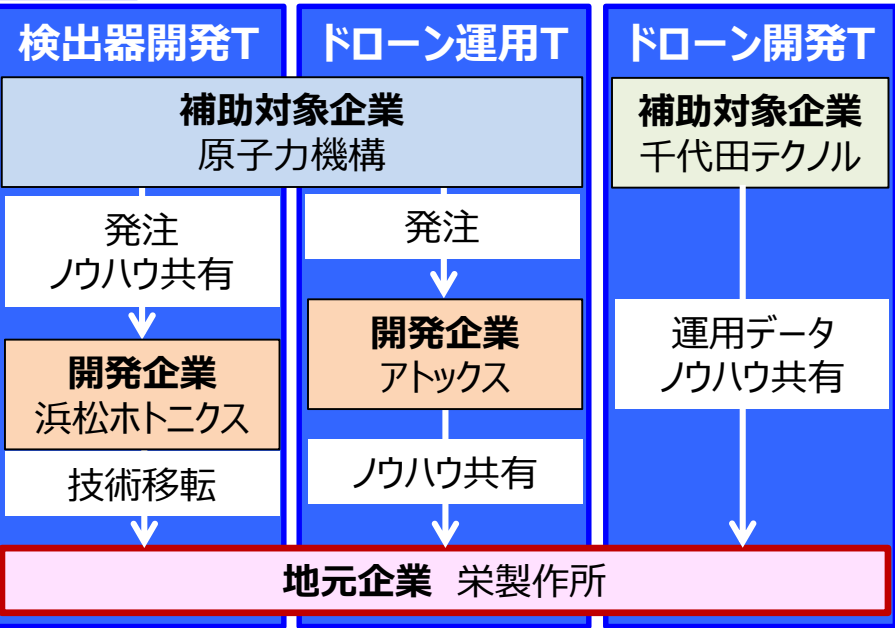 検出器開発T
ドローン運用T
ドローン開発T
補助対象企業
原子力機構
補助対象企業
千代田テクノル
発注
ノウハウ共有
発注
開発企業
浜松ホトニクス
開発企業
アトックス
運用データ
ノウハウ共有
技術移転
ノウハウ共有
地元企業 栄製作所